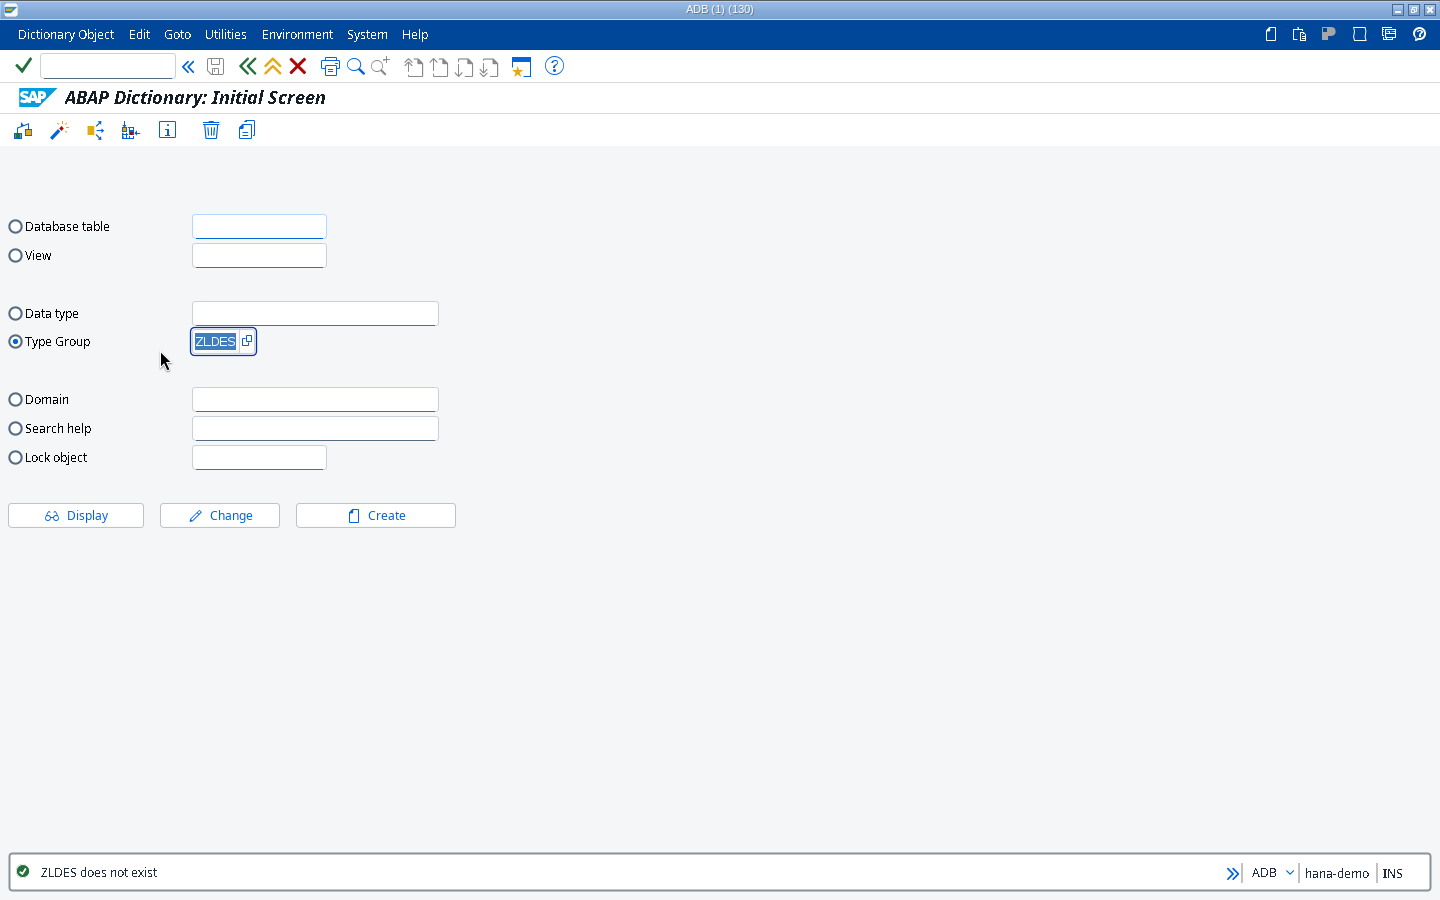 ADB (1) (130)
Dictionary Object Edit Goto Utilities Environment System Help
SAP ABAP Dictionary: Initial Screen
Database table
View
Data type
Type Group ZLDES
Domain
Search help
Lock object
Display Change Create
ZLDES does not exist ADB hana-demo INS